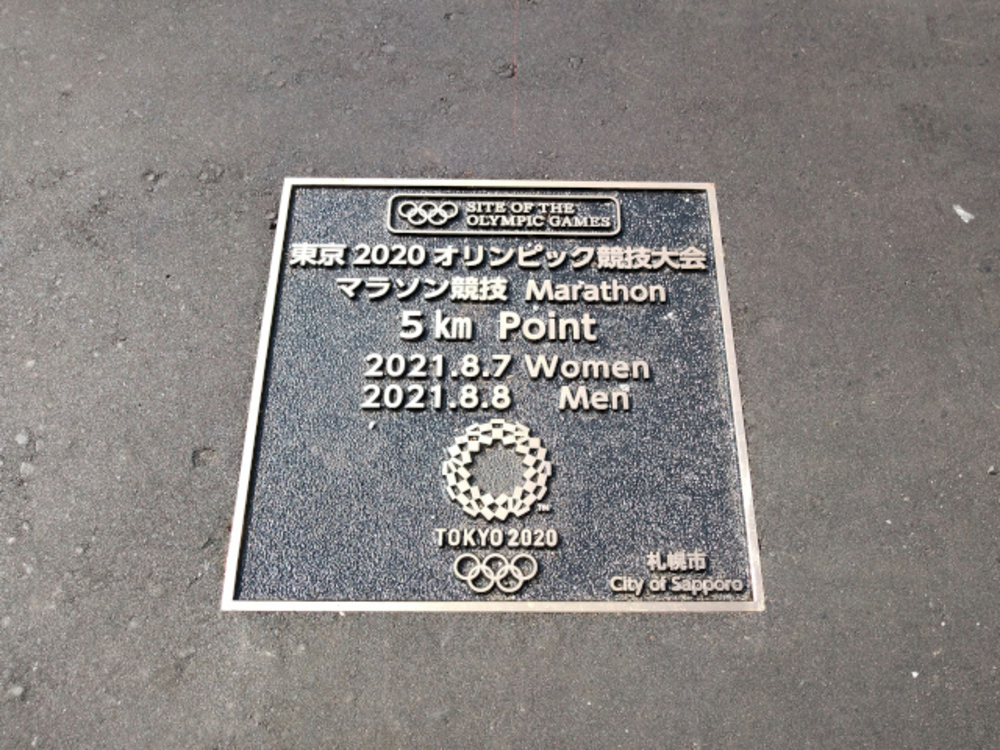 SITE OF THE
OLYMPIC GAMES
東京 2020 オリンピック競技大会
マラソン競技 Marathon
5 km Point
2021.8.7 Women
2021.8.8 Men
TM
TOKYO 2020
札幌市
City of Sapporo